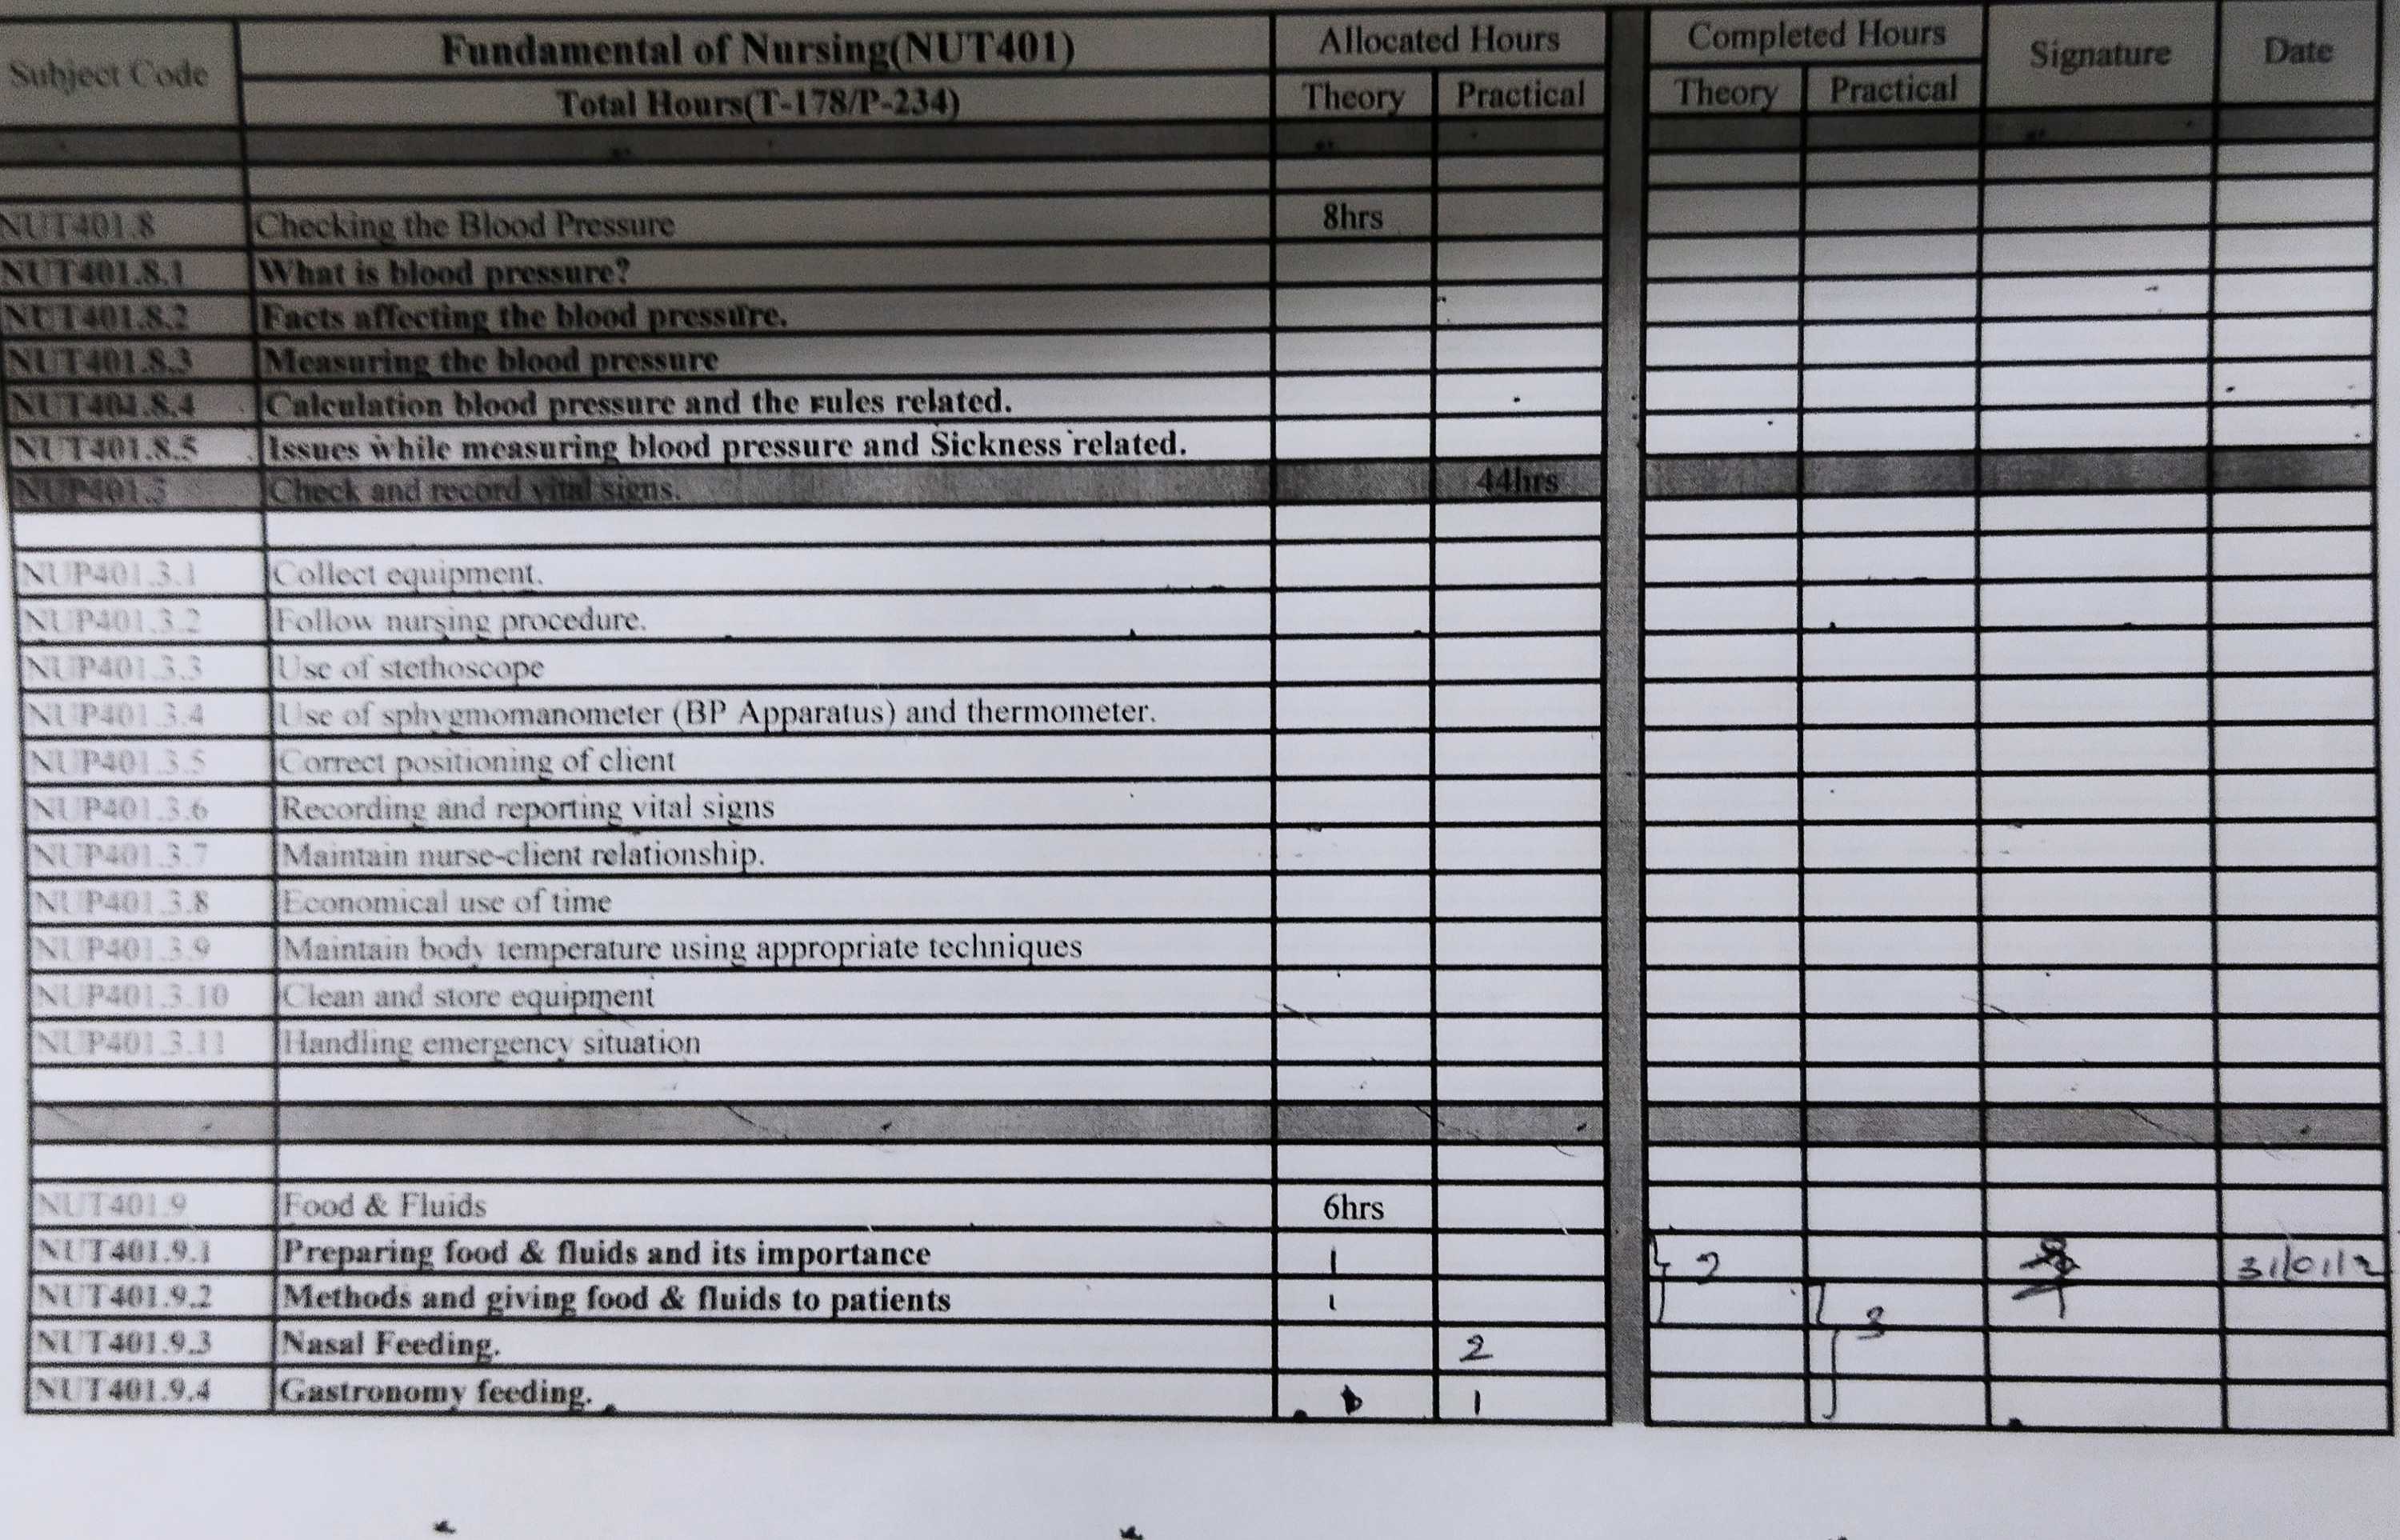 Subject Code Fundamental of Nursing(NUT401) Allocated Hours Completed Hours Signature Date
Total Hours(T-178/P-234) Theory Practical Theory Practical
NUT401.8 Checking the Blood Pressure 8hrs
NUT401.8.1 What is blood pressure?
NUT401.8.2 Facts affecting the blood pressure.
NUT401.8.3 Measuring the blood pressure
NUT401.8.4 Calculation blood pressure and the rules related.
NUT401.8.5 Issues while measuring blood pressure and Sickness related.
NUP401.3 Check and record vital signs. 44hrs
NUP401.3.1 Collect equipment.
NUP401.3.2 Follow nursing procedure.
NUP401.3.3 Use of stethoscope
NUP401.3.4 Use of sphygmomanometer (BP Apparatus) and thermometer.
NUP401.3.5 Correct positioning of client
NUP401.3.6 Recording and reporting vital signs
NUP401.3.7 Maintain nurse-client relationship.
NUP401.3.8 Economical use of time
NUP401.3.9 Maintain body temperature using appropriate techniques
NUP401.3.10 Clean and store equipment
NUP401.3.11 Handling emergency situation
NUT401.9 Food & Fluids 6hrs
NUT401.9.1 Preparing food & fluids and its importance 1 2 31/01/2
NUT401.9.2 Methods and giving food & fluids to patients 1 3
NUT401.9.3 Nasal Feeding. 2
NUT401.9.4 Gastronomy feeding. 1